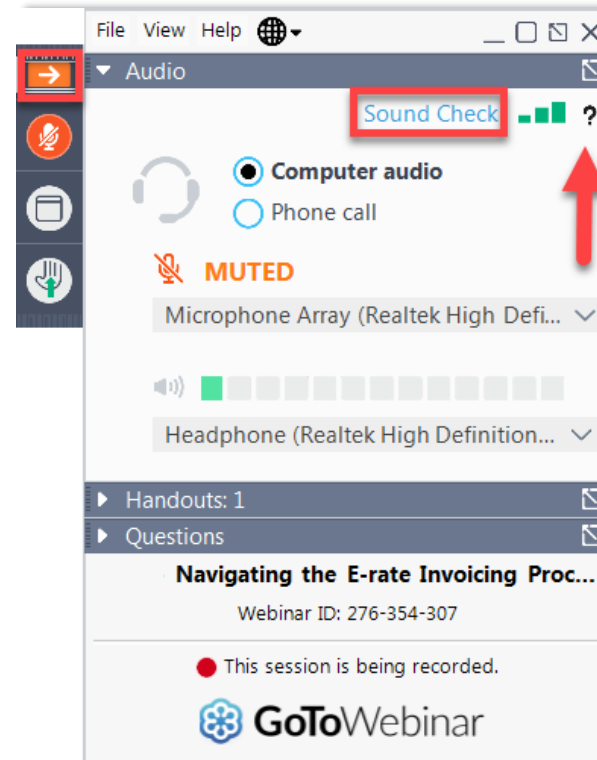 File View Help
Audio
Sound Check ?
Computer audio
Phone call
MUTED
Microphone Array (Realtek High Defi...
Headphone (Realtek High Definition...
Handouts: 1
Questions
Navigating the E-rate Invoicing Proc...
Webinar ID: 276-354-307
This session is being recorded.
GoToWebinar